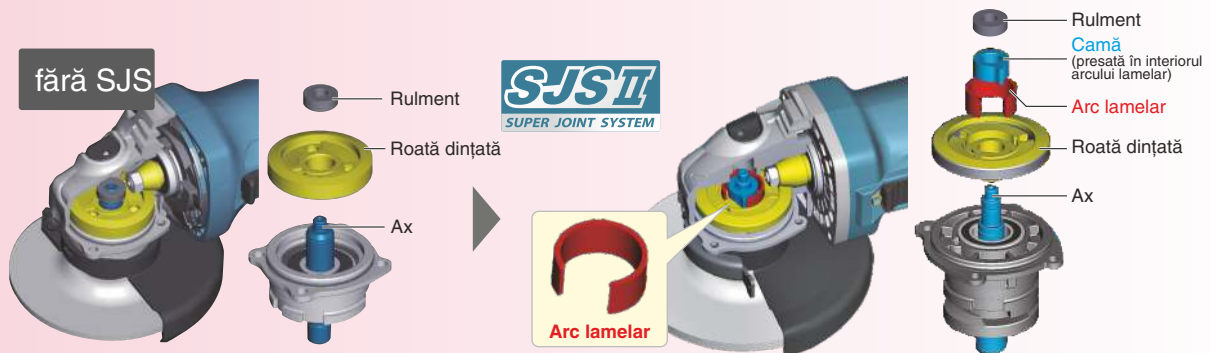 fără SJS
Rulment
Roată dințată
Ax
SJS II
SUPER JOINT SYSTEM
Arc lamelar
Rulment
Camă
(presată în interiorul
arcului lamelar)
Arc lamelar
Roată dințată
Ax